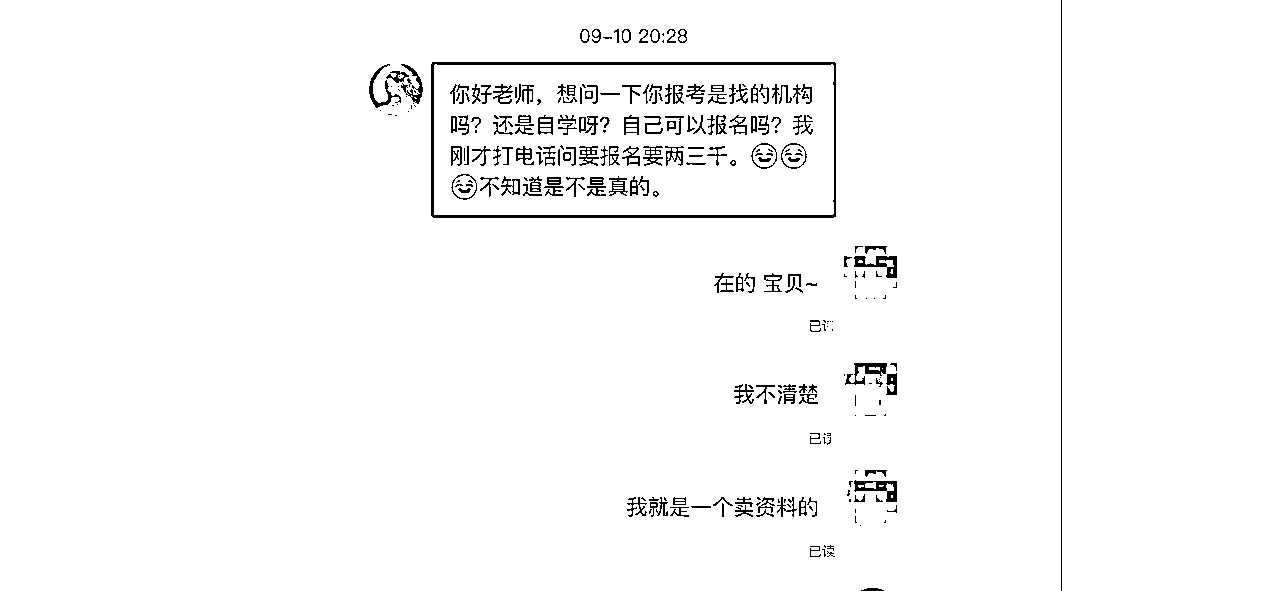 09-10 20:28
你好老师，想问一下你报考是找的机构
吗？还是自学呀？自己可以报名吗？我
刚才打电话问要报名要两三千。😂😂
😂不知道是不是真的。
在的 宝贝~
已读
我不清楚
已读
我就是一个卖资料的
已读